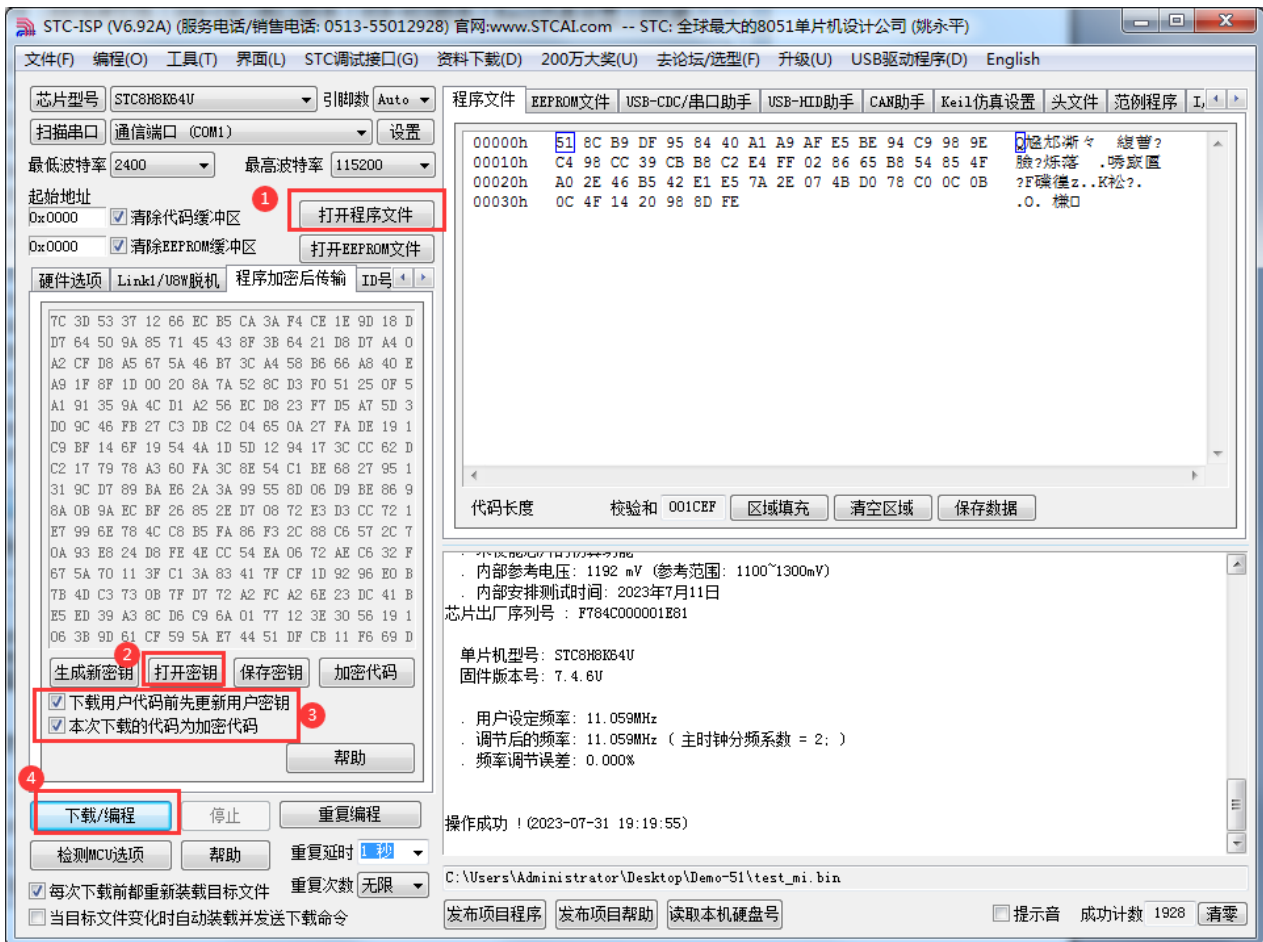 STC-ISP (V6.92A) (服务电话/销售电话: 0513-55012928) 官网:www.STCAI.com -- STC: 全球最大的8051单片机设计公司 (姚永平)
文件(F) 编程(O) 工具(T) 界面(L) STC调试接口(G) 资料下载(D) 200万大奖(U) 去论坛/选型(F) 升级(U) USB驱动程序(D) English
芯片型号 STC8H8K64U 引脚数 Auto
扫描串口 通信端口 (COM1) 设置
最低波特率 2400 最高波特率 115200
起始地址
1
0x0000 清除代码缓冲区 打开程序文件
0x0000 清除EEPROM缓冲区 打开EEPROM文件
硬件选项 Link1/U8W脱机 程序加密后传输 ID号
7C 3D 53 37 12 66 EC B5 CA 3A F4 CE 1E 9D 18 D
D7 64 50 9A 85 71 45 43 8F 3B 64 21 D8 D7 A4 0
A2 CF D8 A5 67 5A 46 B7 3C A4 58 B6 66 A8 40 E
A9 1F 8F 1D 00 20 8A 7A 52 8C D3 F0 51 25 0F 5
A1 91 35 9A 4C D1 A2 56 EC D8 23 F7 D5 A7 5D 3
D0 9C 46 FB 27 C3 DB C2 04 65 0A 27 FA DE 19 1
C9 BF 14 6F 19 54 4A 1D 5D 12 94 17 3C CC 62 D
C2 17 79 78 A3 60 FA 3C 8E 54 C1 BE 68 27 95 1
31 9C D7 89 BA E6 2A 3A 99 55 8D 06 D9 BE 86 9
8A 0B 9A EC BF 26 85 2E D7 08 72 E3 D3 CC 72 1
E7 99 6E 78 4C C8 B5 FA 86 F3 2C 88 C6 57 2C 7
0A 93 E8 24 D8 FE 4E CC 54 EA 06 72 AE C6 32 F
67 5A 70 11 3F C1 3A 83 41 7F CF 1D 92 96 E0 B
7B 4D C3 73 0B 7F D7 72 A2 FC A2 6E 23 DC 41 B
E5 ED 39 A3 8C D6 C9 6A 01 77 12 3E 30 56 19 1
06 3B 9D 61 CF 59 5A E7 44 51 DF CB 11 F6 69 D
2
生成新密钥 打开密钥 保存密钥 加密代码
下载用户代码前先更新用户密钥
本次下载的代码为加密代码
3
帮助
4
下载/编程 停止 重复编程
检测MCU选项 帮助 重复延时 1 秒
每次下载前都重新装载目标文件 重复次数 无限
当目标文件变化时自动装载并发送下载命令
程序文件 EEPROM文件 USB-CDC/串口助手 USB-HID助手 CAN助手 Keil仿真设置 头文件 范例程序 I,
00000h 51 8C B9 DF 95 84 40 A1 A9 AF E5 BE 94 C9 98 9E
00010h C4 98 CC 39 CB B8 C2 E4 FF 02 86 65 B8 54 85 4F
00020h A0 2E 46 B5 42 E1 E5 7A 2E 07 4B D0 78 C0 0C 0B
00030h 0C 4F 14 20 98 8D FE
代码长度 校验和 001CEF 区域填充 清空区域 保存数据
. 内部参考电压: 1192 mV (参考范围: 1100~1300mV)
. 内部安排测试时间: 2023年7月11日
芯片出厂序列号 : F784C000001E81
单片机型号: STC8H8K64U
固件版本号: 7.4.6U
. 用户设定频率: 11.059MHz
. 调节后的频率: 11.059MHz ( 主时钟分频系数 = 2; )
. 频率调节误差: 0.000%
操作成功 !(2023-07-31 19:19:55)
C:\Users\Administrator\Desktop\Demo-51\test_mi.bin
发布项目程序 发布项目帮助 读取本机硬盘号 提示音 成功计数 1928 清零